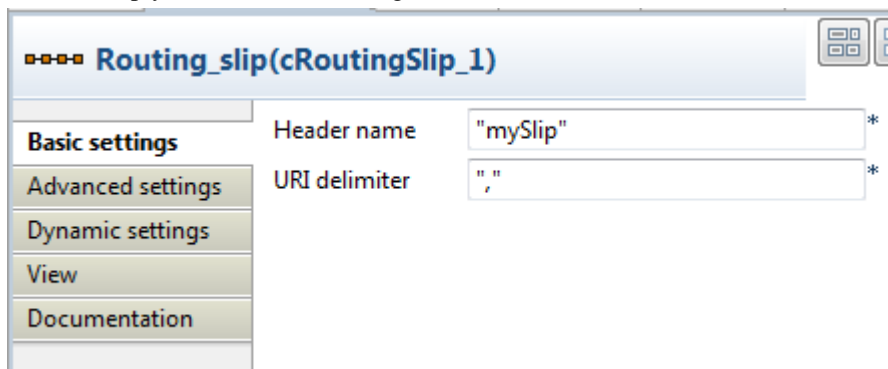 Routing_slip(cRoutingSlip_1)
Basic settings
Header name "mySlip" *
URI delimiter "," *
Advanced settings
Dynamic settings
View
Documentation